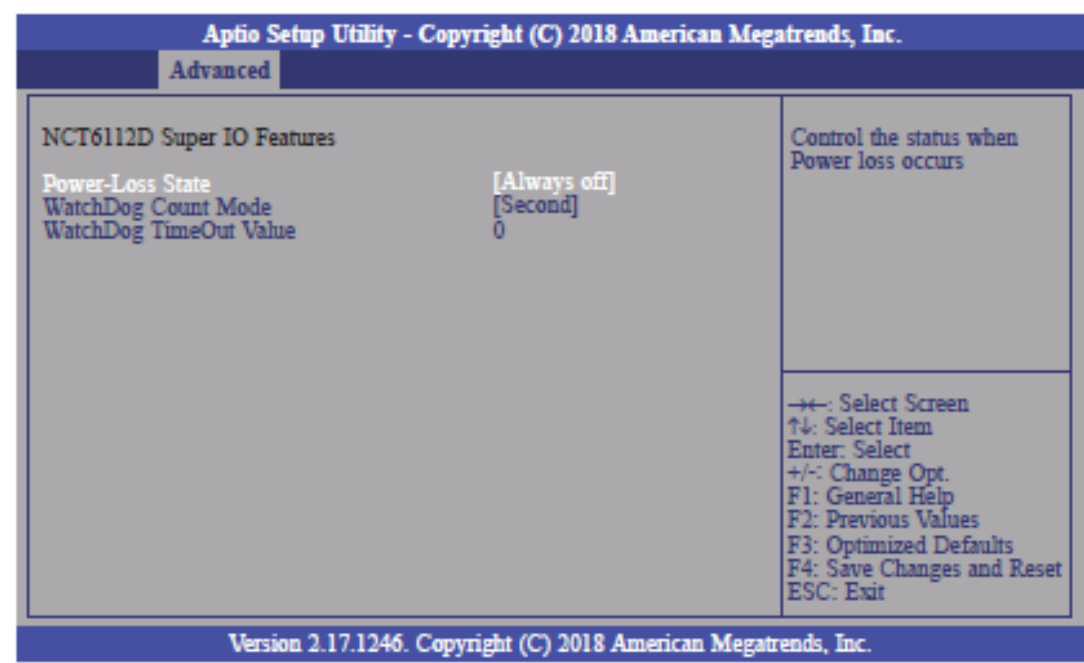 Aptio Setup Utility - Copyright (C) 2018 American Megatrends, Inc.
Advanced
NCT6112D Super IO Features
Power-Loss State [Always off]
WatchDog Count Mode [Second]
WatchDog TimeOut Value 0
Control the status when
Power loss occurs
→←: Select Screen
↑↓: Select Item
Enter: Select
+/-: Change Opt.
F1: General Help
F2: Previous Values
F3: Optimized Defaults
F4: Save Changes and Reset
ESC: Exit
Version 2.17.1246. Copyright (C) 2018 American Megatrends, Inc.